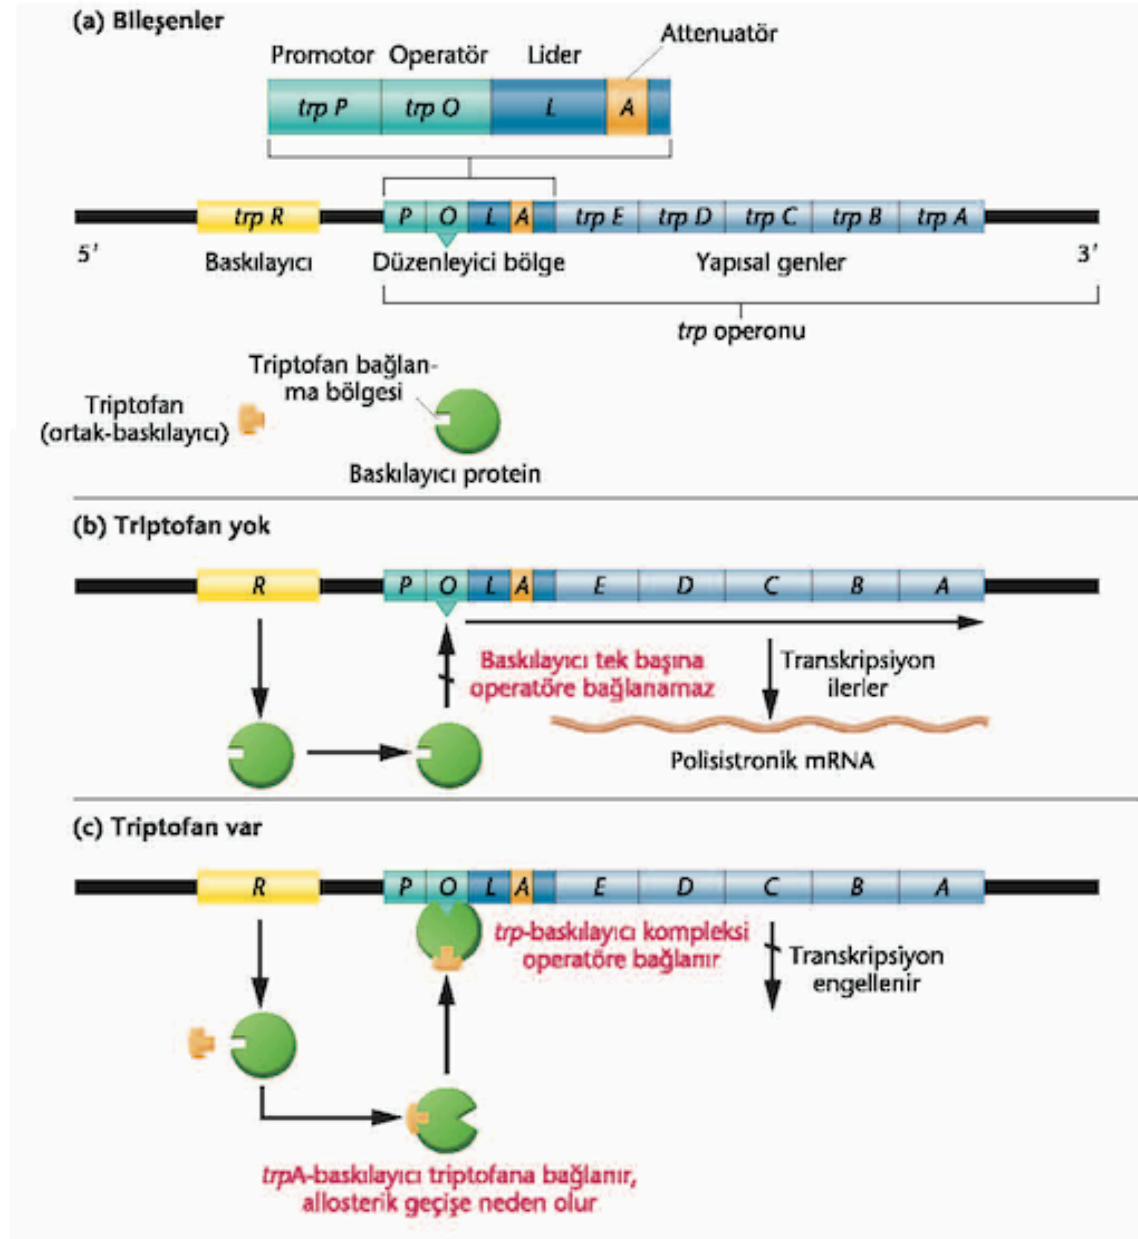 (a) Bileşenler
Attenuatör
Promotor Operatör Lider
trp P trp O L A
trp R P O L A trp E trp D trp C trp B trp A
5′ 3′
Baskılayıcı Düzenleyici bölge Yapısal genler
trp operonu
Triptofan bağlan-
ma bölgesi
Triptofan
(ortak-baskılayıcı)
Baskılayıcı protein
(b) Triptofan yok
R P O L A E D C B A
Baskılayıcı tek başına
operatöre bağlanamaz
Transkripsiyon
ilerler
Polisistronik mRNA
(c) Triptofan var
R P O L A E D C B A
trp-baskılayıcı kompleksi
operatöre bağlanır
Transkripsiyon
engellenir
trpA-baskılayıcı triptofana bağlanır,
allosterik geçişe neden olur